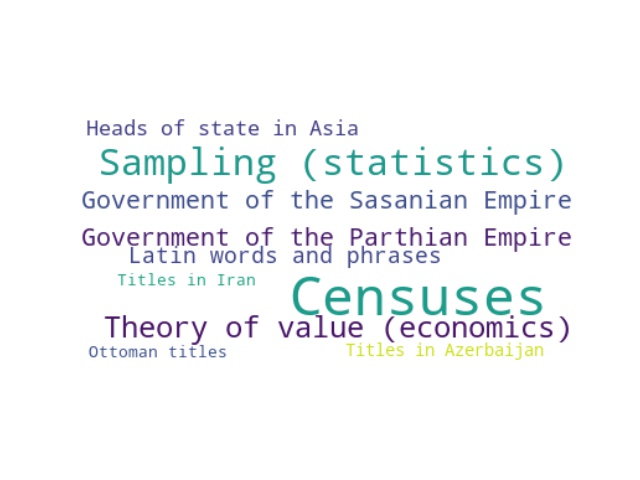 Heads of state in Asia
Sampling (statistics)
Government of the Sasanian Empire
Government of the Parthian Empire
Latin words and phrases
Titles in Iran
Censuses
Theory of value (economics)
Ottoman titles
Titles in Azerbaijan